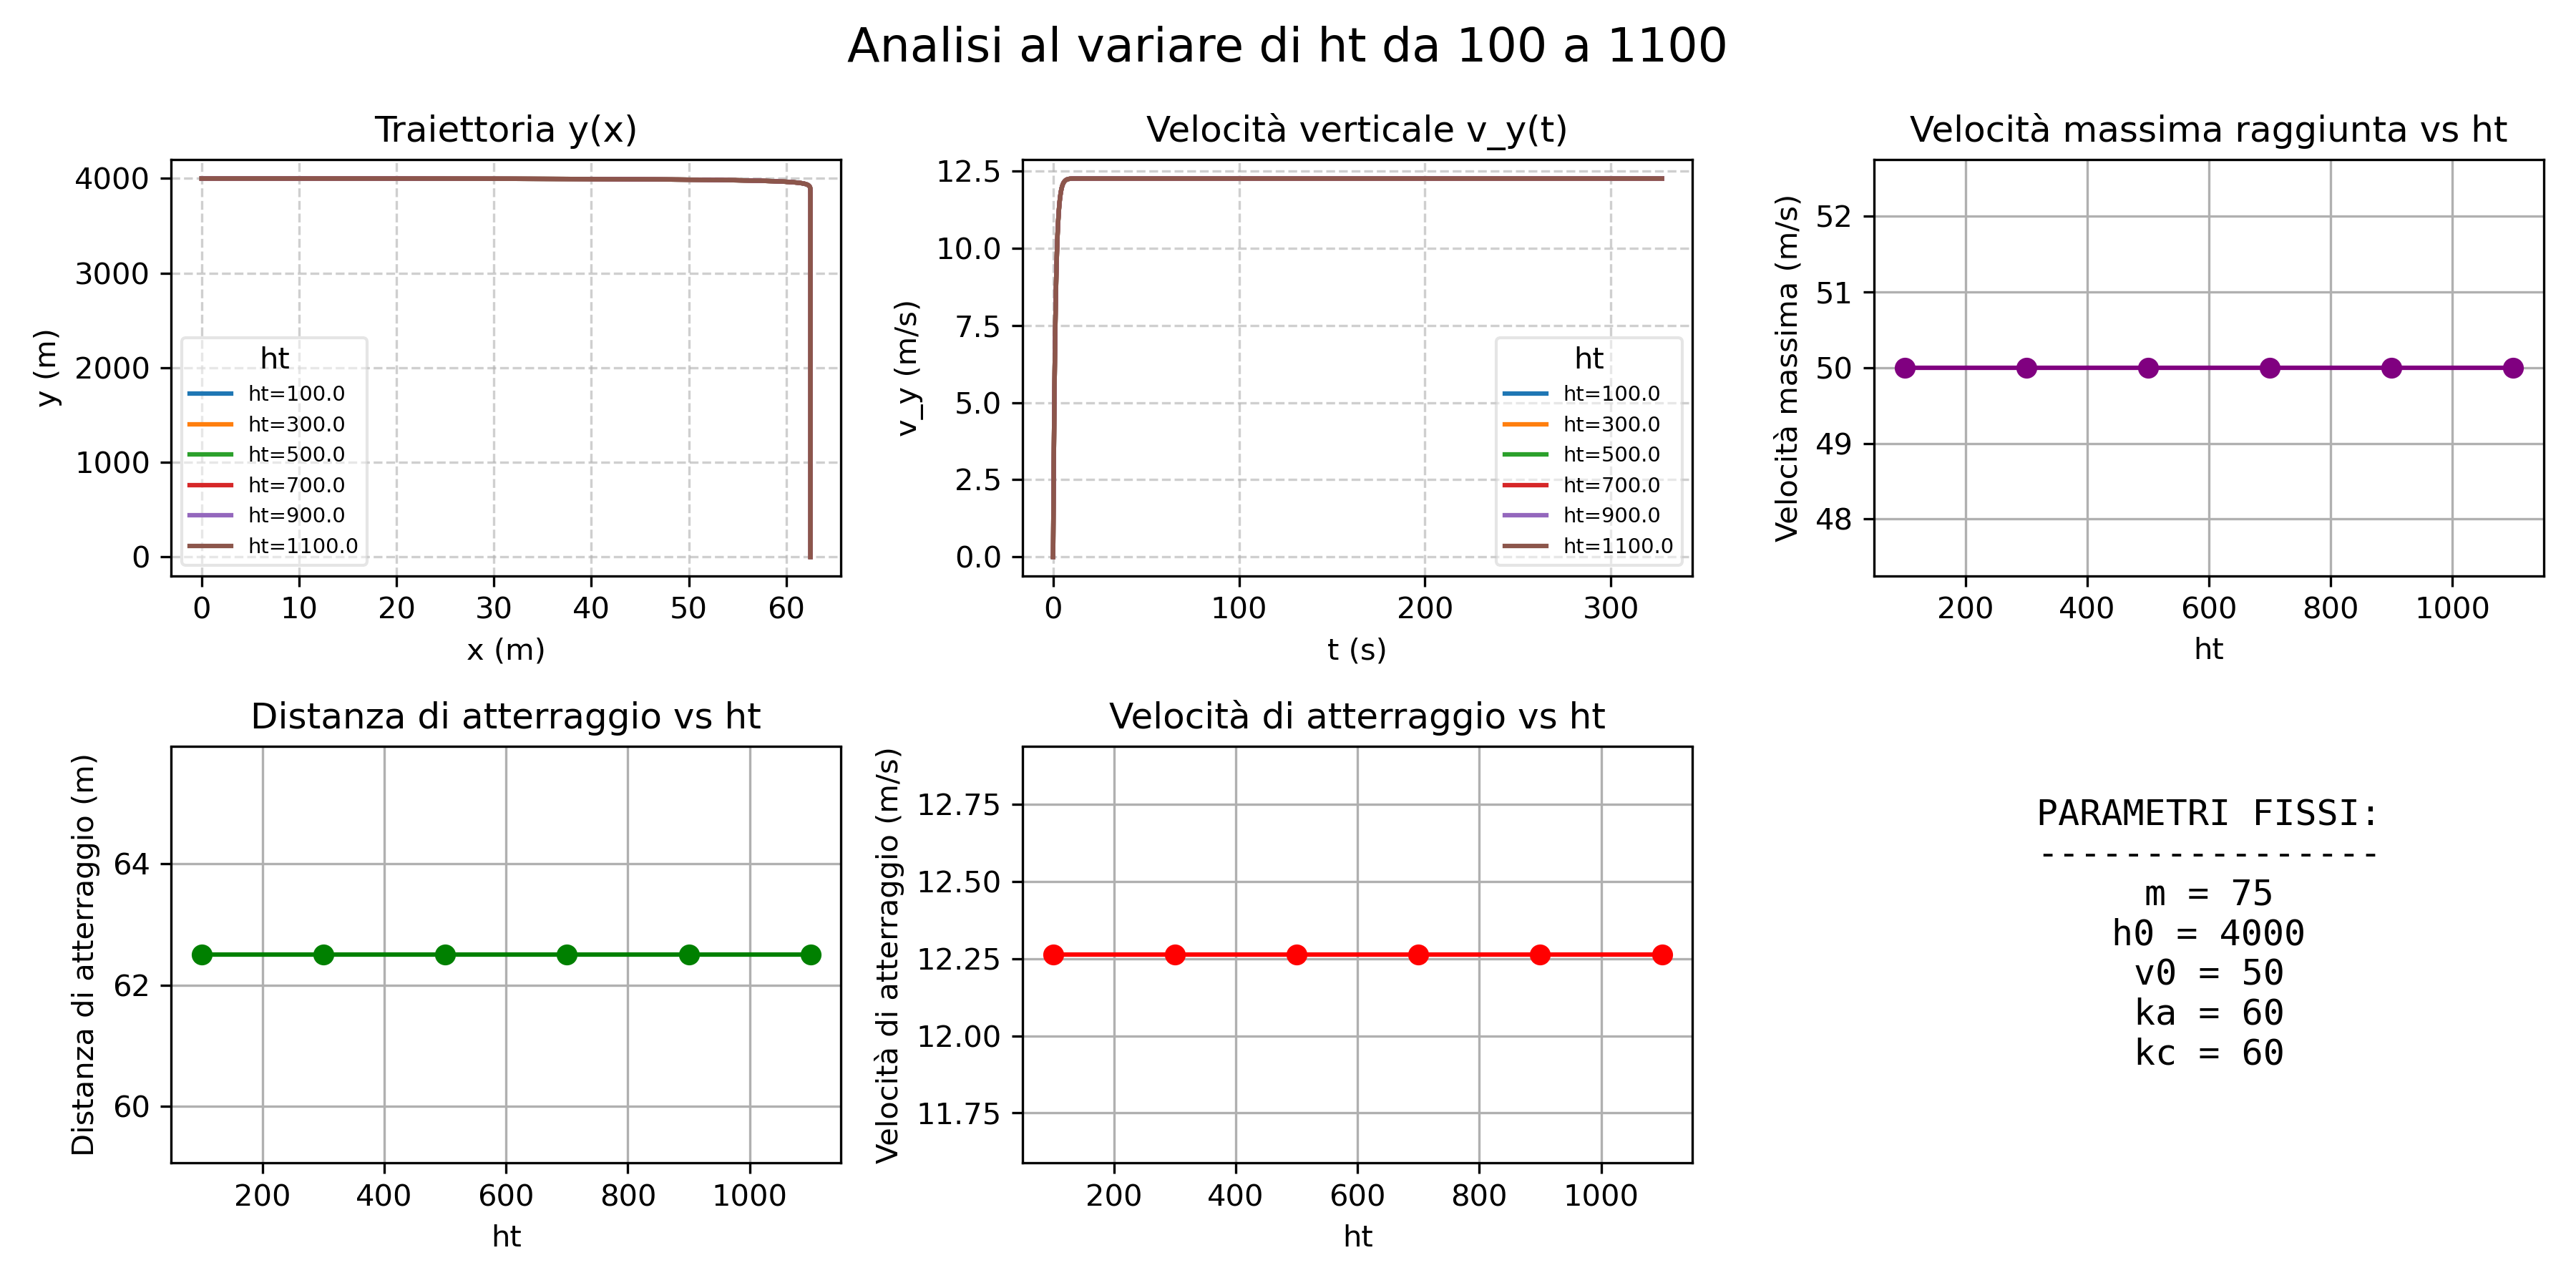 Analisi al variare di ht da 100 a 1100
Traiettoria y(x)
y (m)
4000
3000
2000
1000
0
ht
ht=100.0
ht=300.0
ht=500.0
ht=700.0
ht=900.0
ht=1100.0
0 10 20 30 40 50 60
x (m)
Velocità verticale v_y(t)
v_y (m/s)
12.5
10.0
7.5
5.0
2.5
0.0
ht
ht=100.0
ht=300.0
ht=500.0
ht=700.0
ht=900.0
ht=1100.0
0 100 200 300
t (s)
Velocità massima raggiunta vs ht
Velocità massima (m/s)
52
51
50
49
48
200 400 600 800 1000
ht
Distanza di atterraggio vs ht
Distanza di atterraggio (m)
64
62
60
200 400 600 800 1000
ht
Velocità di atterraggio vs ht
Velocità di atterraggio (m/s)
12.75
12.50
12.25
12.00
11.75
200 400 600 800 1000
ht
PARAMETRI FISSI:
----------------
m = 75
h0 = 4000
v0 = 50
ka = 60
kc = 60